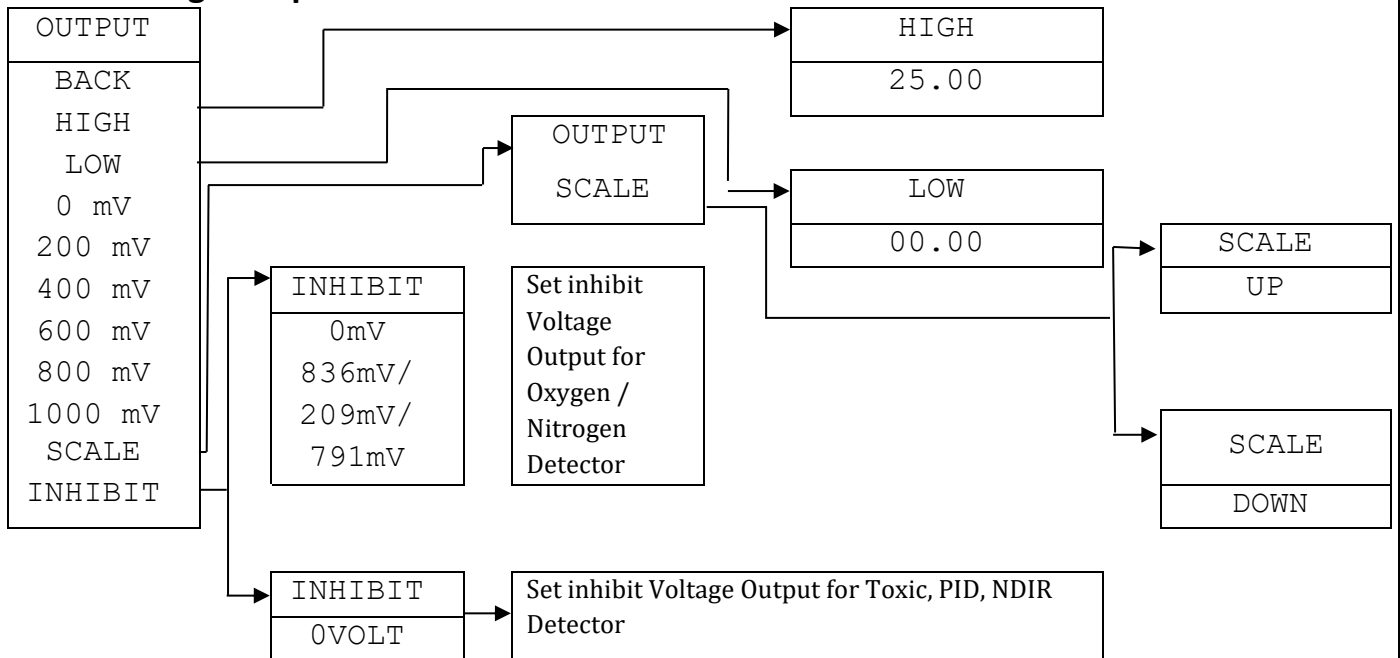 OUTPUT
BACK
HIGH
LOW
0 mV
200 mV
400 mV
600 mV
800 mV
1000 mV
SCALE
INHIBIT
HIGH
25.00
OUTPUT
SCALE
LOW
00.00
SCALE
UP
SCALE
DOWN
INHIBIT
0mV
836mV/
209mV/
791mV
Set inhibit
Voltage
Output for
Oxygen /
Nitrogen
Detector
INHIBIT
0VOLT
Set inhibit Voltage Output for Toxic, PID, NDIR
Detector